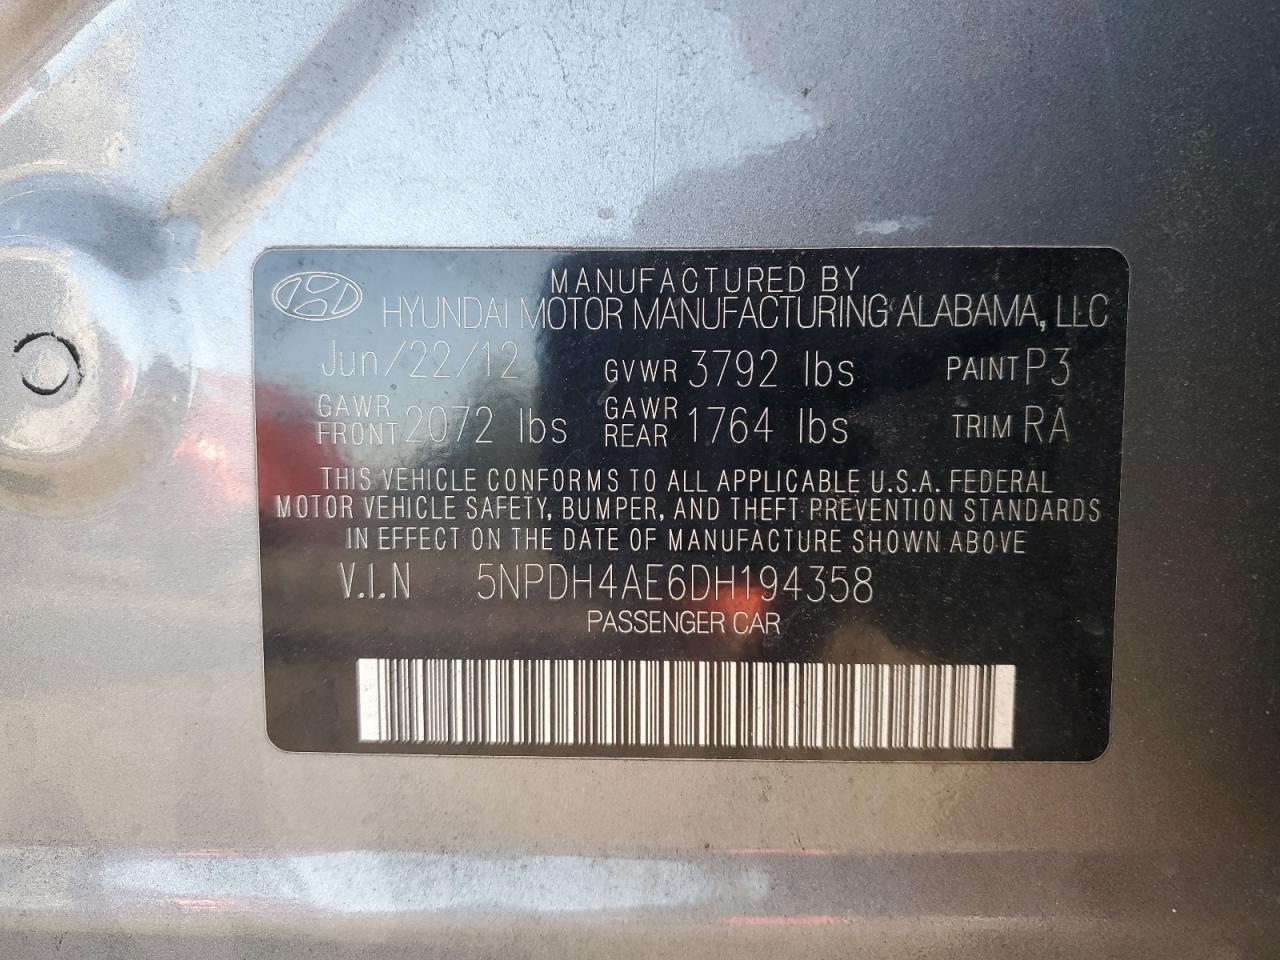 MANUFACTURED BY
HYUNDAI MOTOR MANUFACTURING ALABAMA, LLC
Jun/22/12 GVWR 3792 lbs PAINT P3
GAWR FRONT 2072 lbs GAWR REAR 1764 lbs TRIM RA
THIS VEHICLE CONFORMS TO ALL APPLICABLE U.S.A. FEDERAL
MOTOR VEHICLE SAFETY, BUMPER, AND THEFT PREVENTION STANDARDS
IN EFFECT ON THE DATE OF MANUFACTURE SHOWN ABOVE
V.I.N 5NPDH4AE6DH194358
PASSENGER CAR